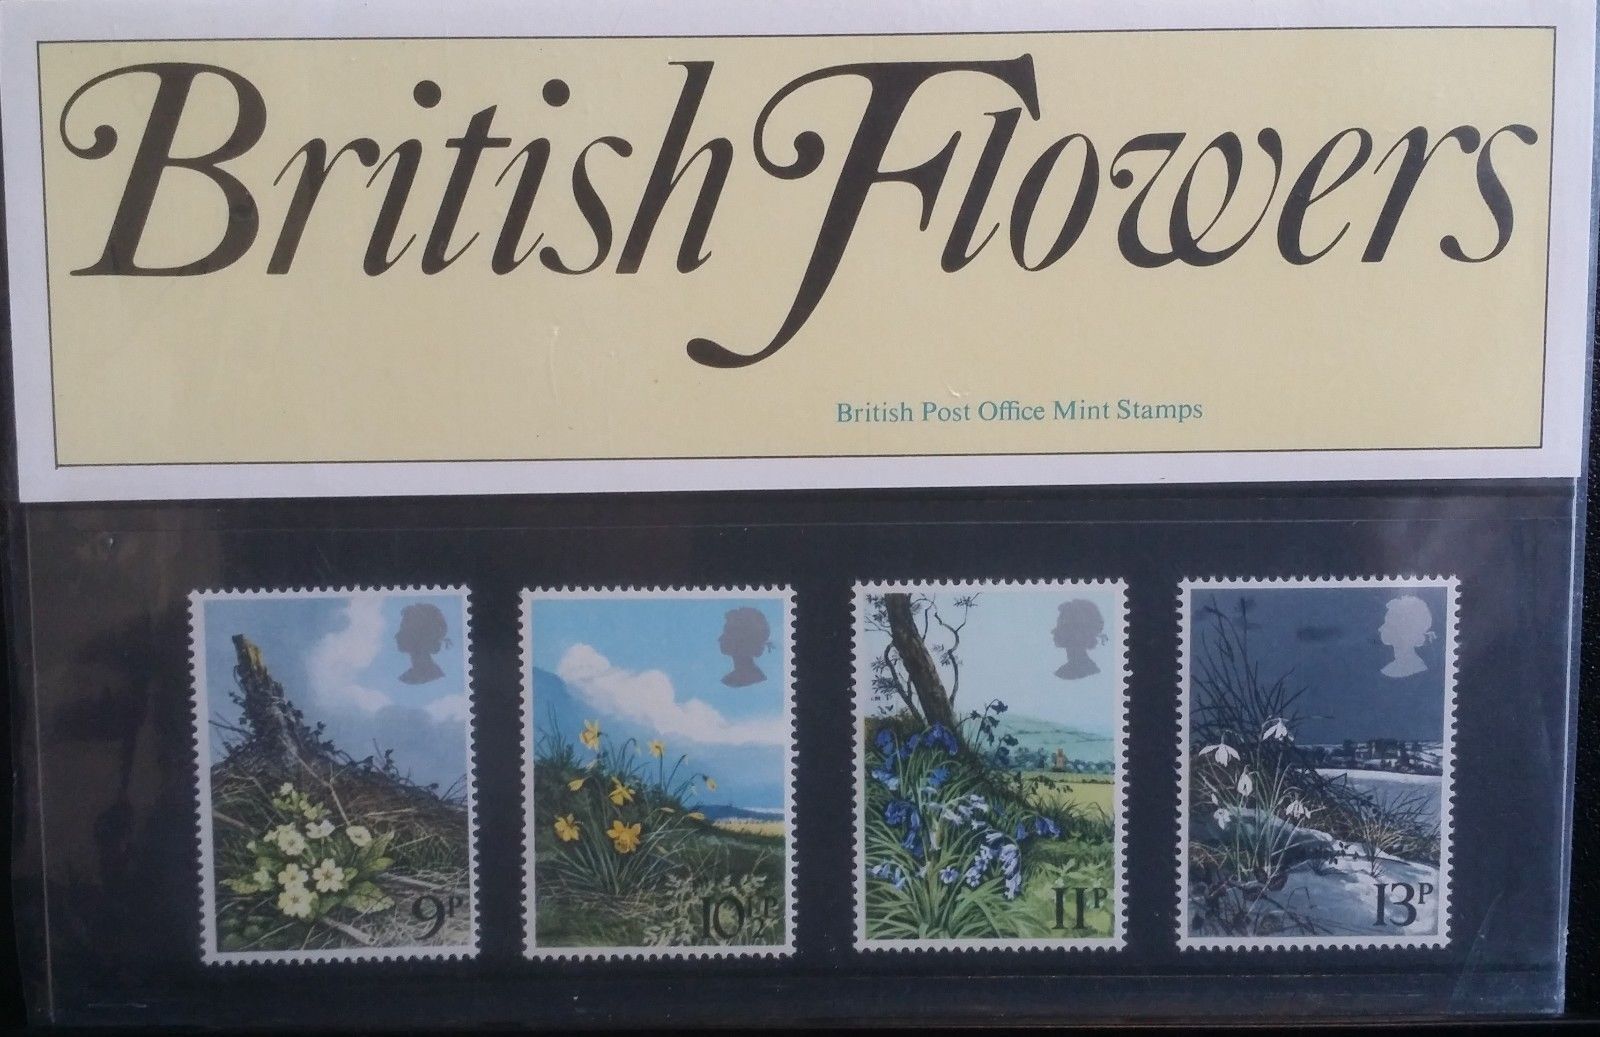 British Flowers
British Post Office Mint Stamps
9P
10½P
11P
13P